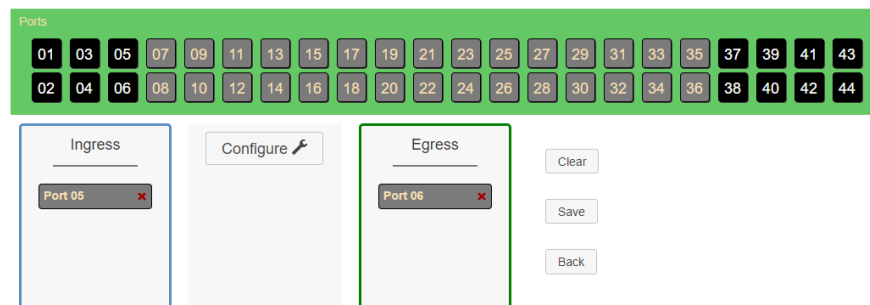 Ports
01 03 05 07 09 11 13 15 17 19 21 23 25 27 29 31 33 35 37 39 41 43
02 04 06 08 10 12 14 16 18 20 22 24 26 28 30 32 34 36 38 40 42 44
Ingress
Port 05
Configure
Egress
Port 06
Clear
Save
Back